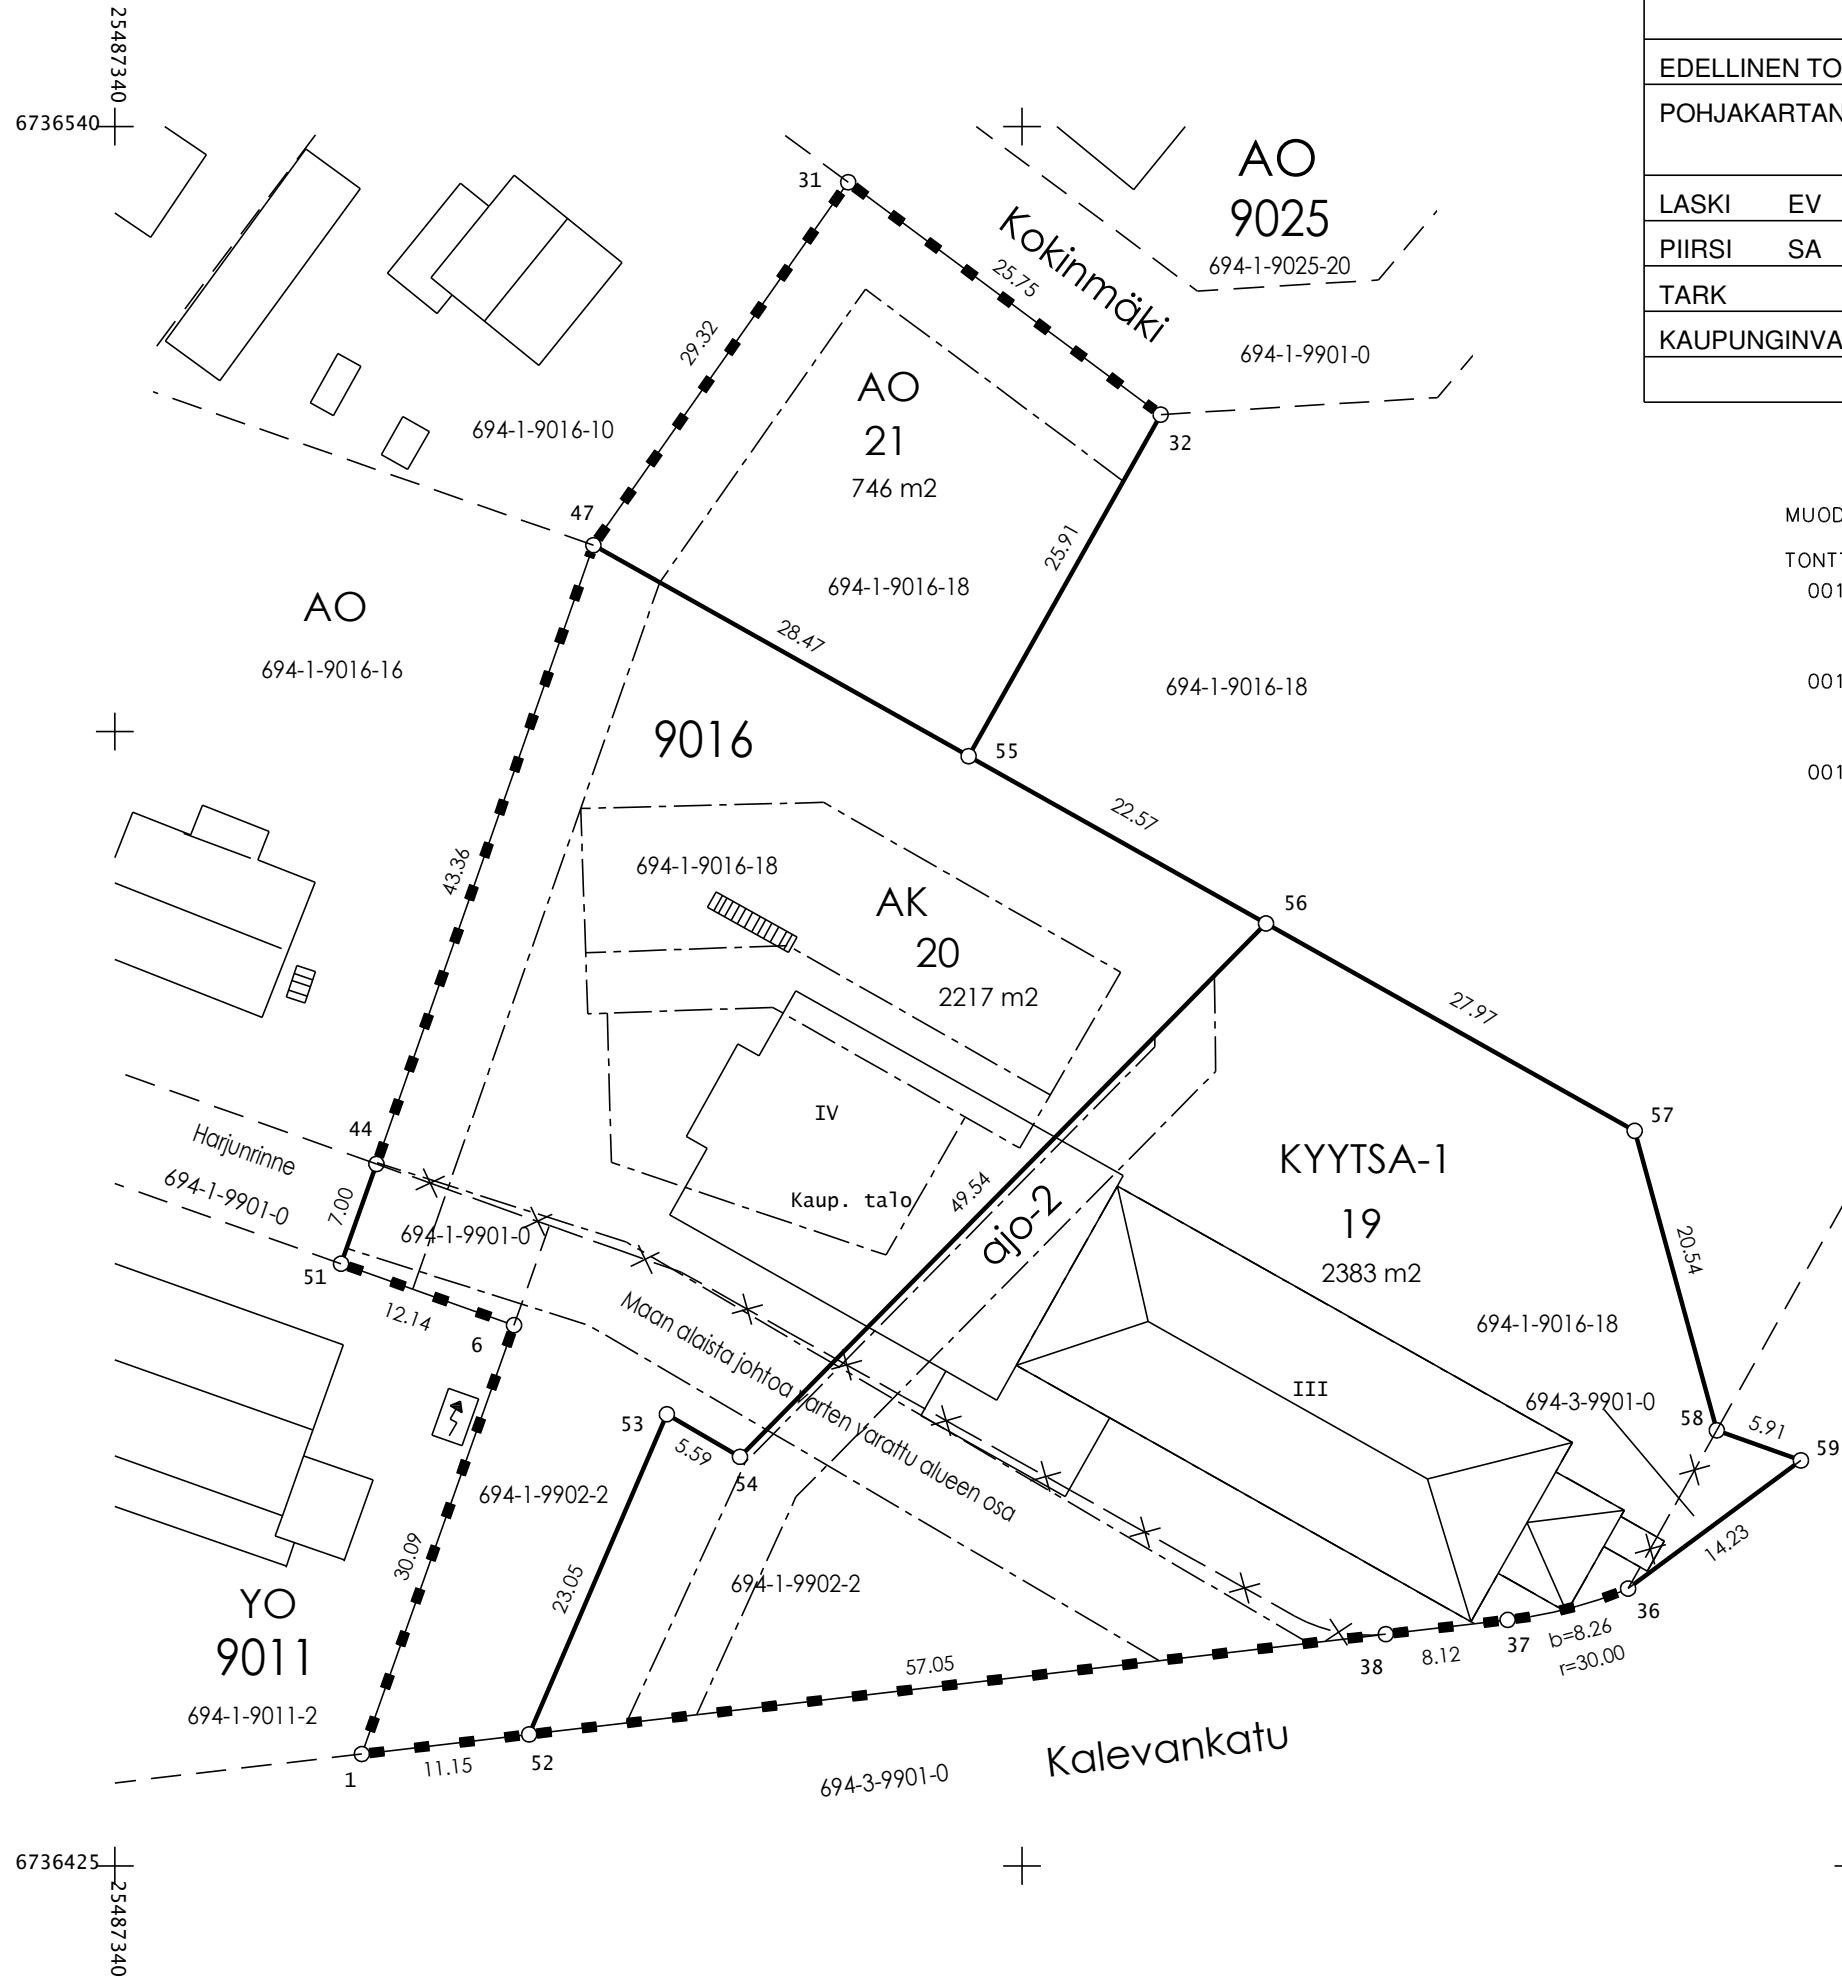 25487340
6736540
EDELLINEN TO
POHJAKARTAN
LASKI EV
PIIRSI SA
TARK
KAUPUNGINVA
AO
9025
694-1-9025-20
31
Kokinmäki
25.75
29.32
694-1-9901-0
AO
21
746 m2
694-1-9016-10
32
47
MUOD
25.91
TONTT
001
694-1-9016-18
AO
28.47
694-1-9016-16
694-1-9016-18
001
9016
55
001
22.57
43.36
694-1-9016-18
AK
20
2217 m2
56
27.97
IV
44
57
Harjunrinne
694-1-9901-0
KYYTSA-1
19
2383 m2
Kaup. talo
49.54
ajo-2
7.00
694-1-9901-0
20.54
51
12.14
6
Maan alaista johtoa varten varattu alueen osa
694-1-9016-18
III
694-3-9901-0
53
5.59
54
58
5.91
59
694-1-9902-2
30.09
23.05
694-1-9902-2
14.23
YO
9011
694-1-9011-2
36
37
b=8.26
r=30.00
38
8.12
57.05
1
11.15
52
Kalevankatu
694-3-9901-0
6736425
25487340